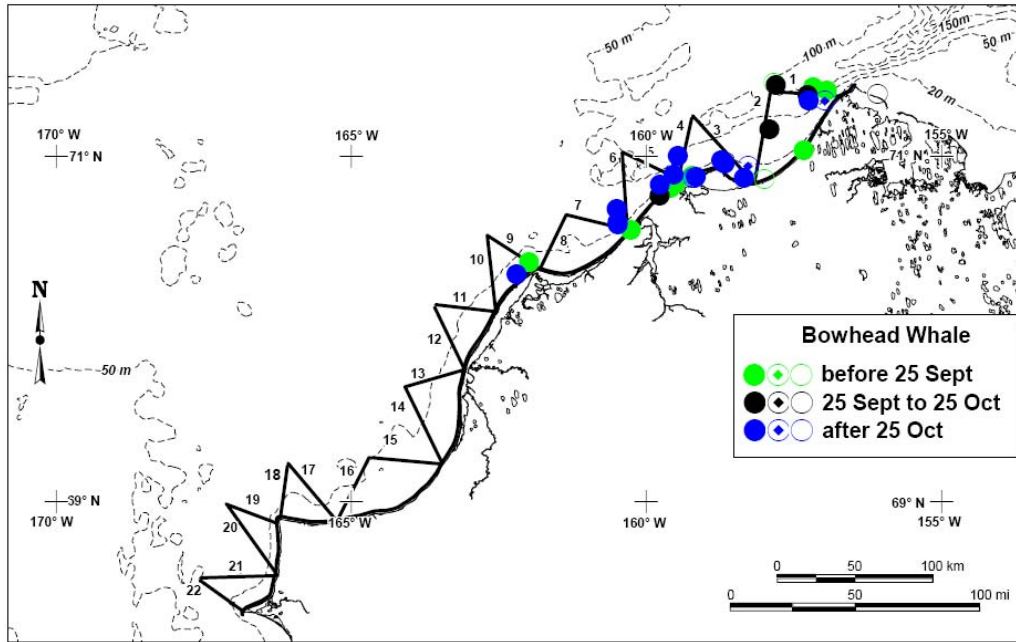 50 m
100 m
150m
50 m
20 m
1
2
170° W
165° W
160° W
155° W
71° N
71° N
4
3
5
6
7
8
9
10
N
11
12
50 m
13
14
15
16
17
18
19
20
21
22
39° N
69° N
170° W
165° W
160° W
155° W
Bowhead Whale
before 25 Sept
25 Sept to 25 Oct
after 25 Oct
0 50 100 km
0 50 100 mi